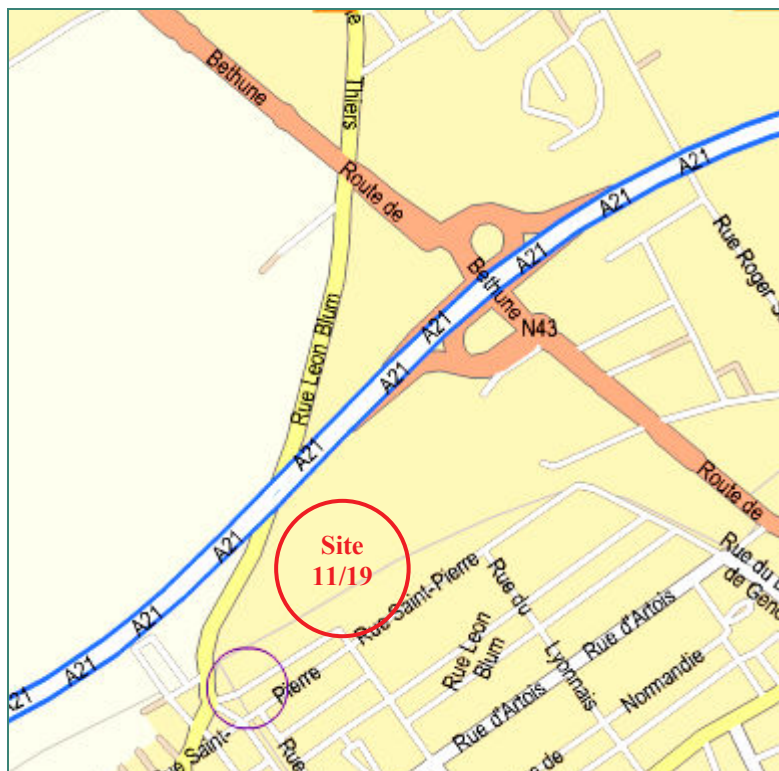 Bethune
Thiers
Route de
A21
A21
A21
Bethune
Rue Roger
N43
A21
A21
Rue Leon Blum
A21
Route de
A21
Site
11/19
Rue du
de
Rue Saint-Pierre
Rue du
Lyonnais
Rue d'Artois
Rue Leon
Blum
A21
A21
Pierre
Normandie
Rue Saint-
Rue
Rue d'Artois
de